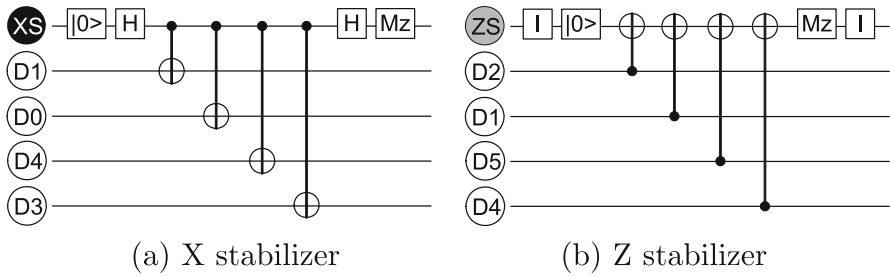 XS |0> H H Mz
D1
D0
D4
D3
(a) X stabilizer
ZS I |0> Mz I
D2
D1
D5
D4
(b) Z stabilizer